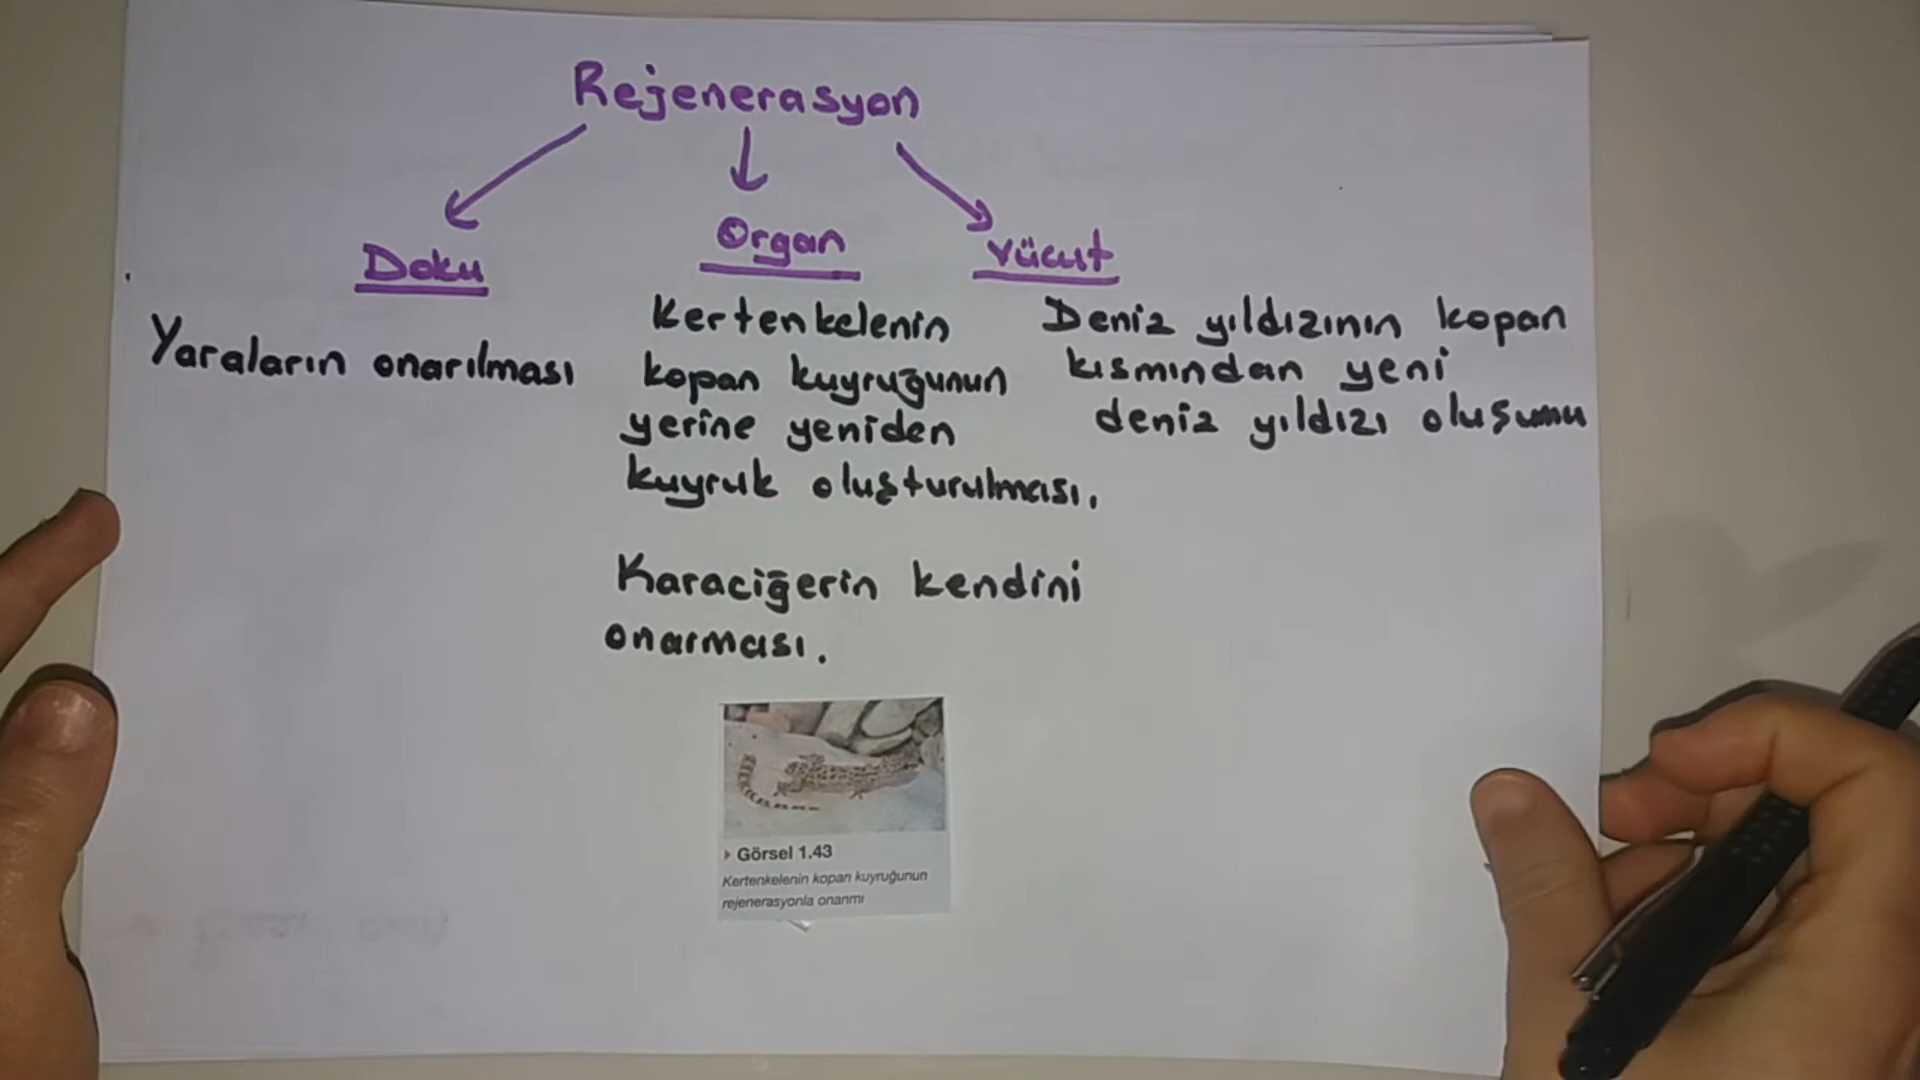 Rejenerasyon
Doku
Yaraların onarılması
Organ
Kertenkelenin
kopan kuyruğunun
yerine yeniden
kuyruk oluşturulması.
Karaciğerin kendini
onarması.
Görsel 1.43
Kertenkelenin kopan kuyruğunun
rejenerasyonla onarımı
Vücut
Deniz yıldızının kopan
kısmından yeni
deniz yıldızı oluşumu